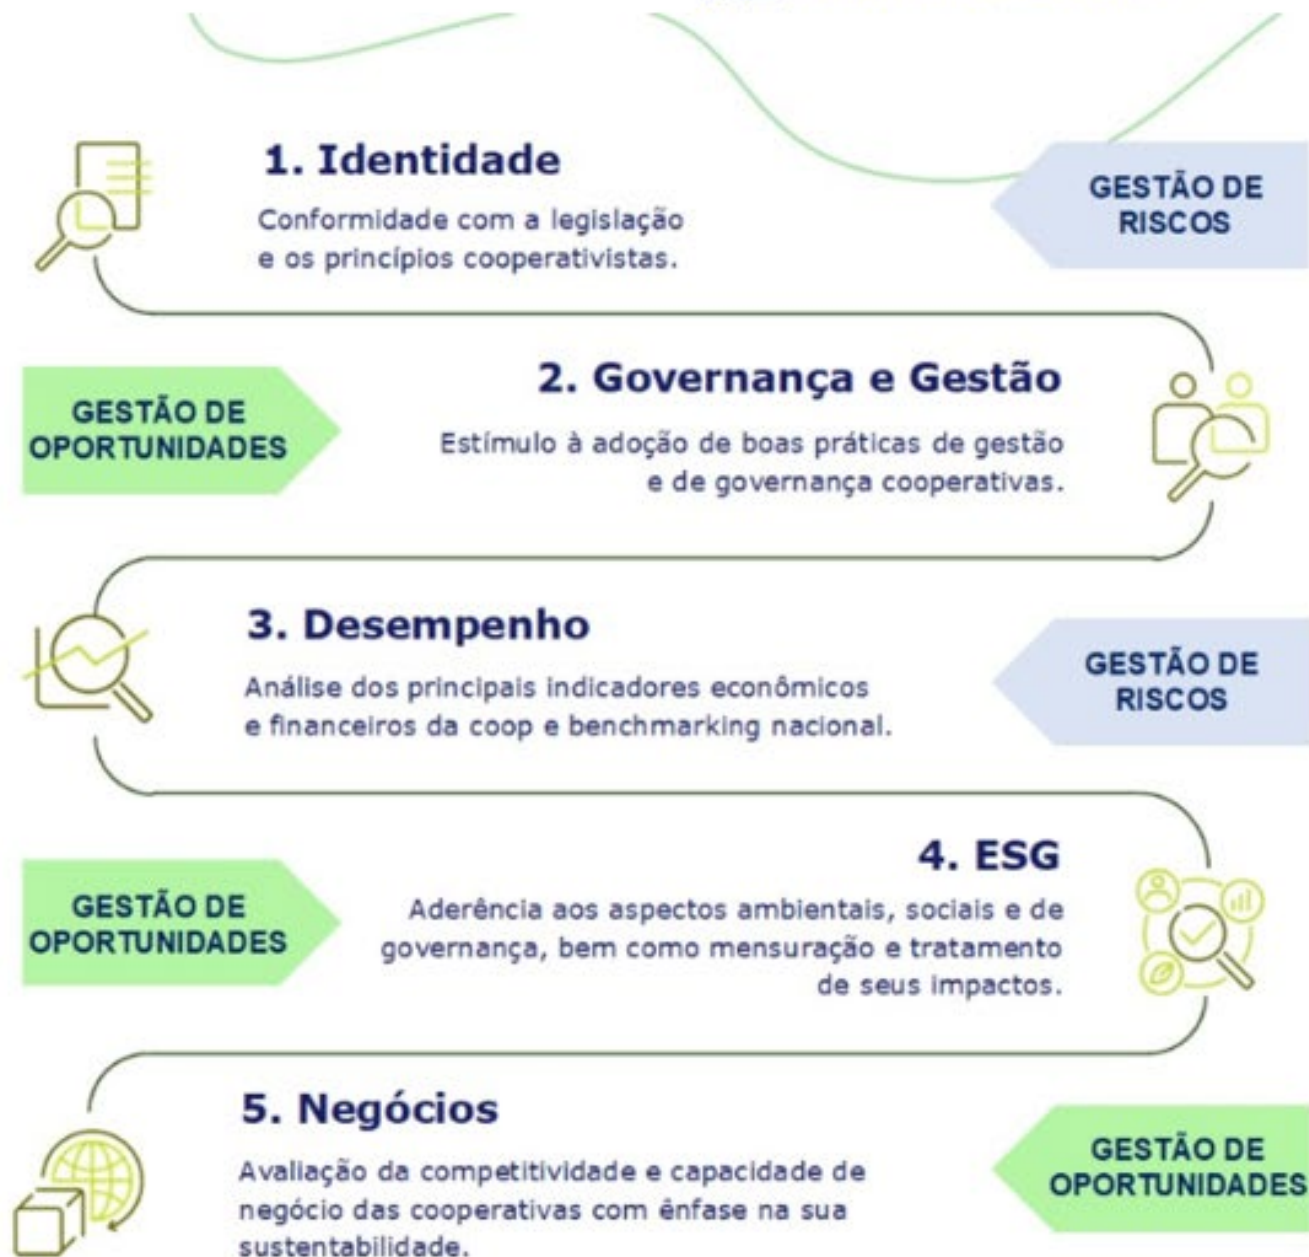 1. Identidade
Conformidade com a legislação
e os princípios cooperativistas.
GESTÃO DE
RISCOS
GESTÃO DE
OPORTUNIDADES
2. Governança e Gestão
Estímulo à adoção de boas práticas de gestão
e de governança cooperativas.
3. Desempenho
Análise dos principais indicadores econômicos
e financeiros da coop e benchmarking nacional.
GESTÃO DE
RISCOS
GESTÃO DE
OPORTUNIDADES
4. ESG
Aderência aos aspectos ambientais, sociais e de
governança, bem como mensuração e tratamento
de seus impactos.
5. Negócios
Avaliação da competitividade e capacidade de
negócio das cooperativas com ênfase na sua
sustentabilidade.
GESTÃO DE
OPORTUNIDADES